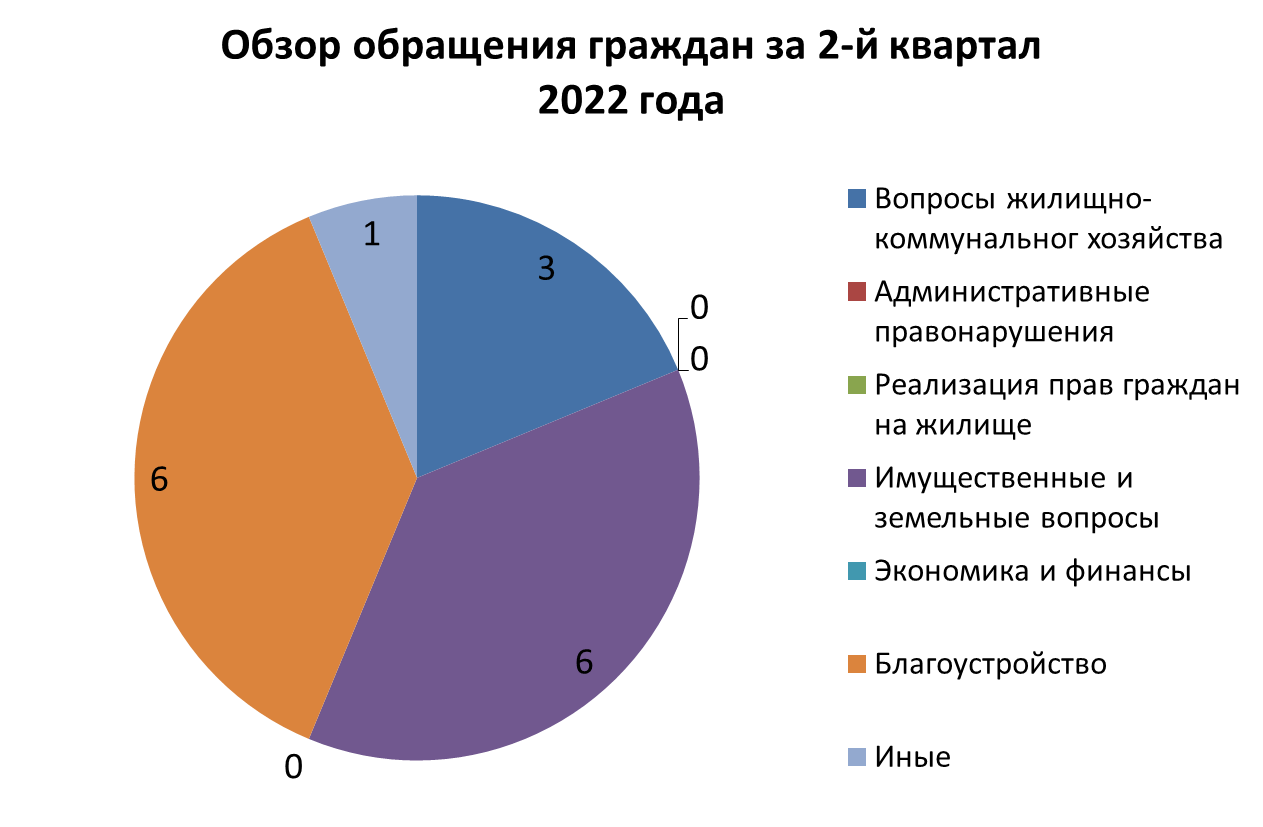 Обзор обращения граждан за 2-й квартал
2022 года
1
3
0
0
6
6
0
Вопросы жилищно-
коммунальног хозяйства
Административные
правонарушения
Реализация прав граждан
на жилище
Имущественные и
земельные вопросы
Экономика и финансы
Благоустройство
Иные